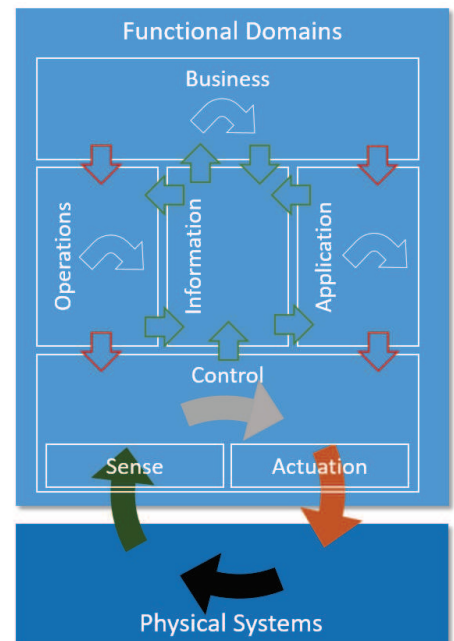 Functional Domains
Business
Operations
Information
Application
Control
Sense
Actuation
Physical Systems